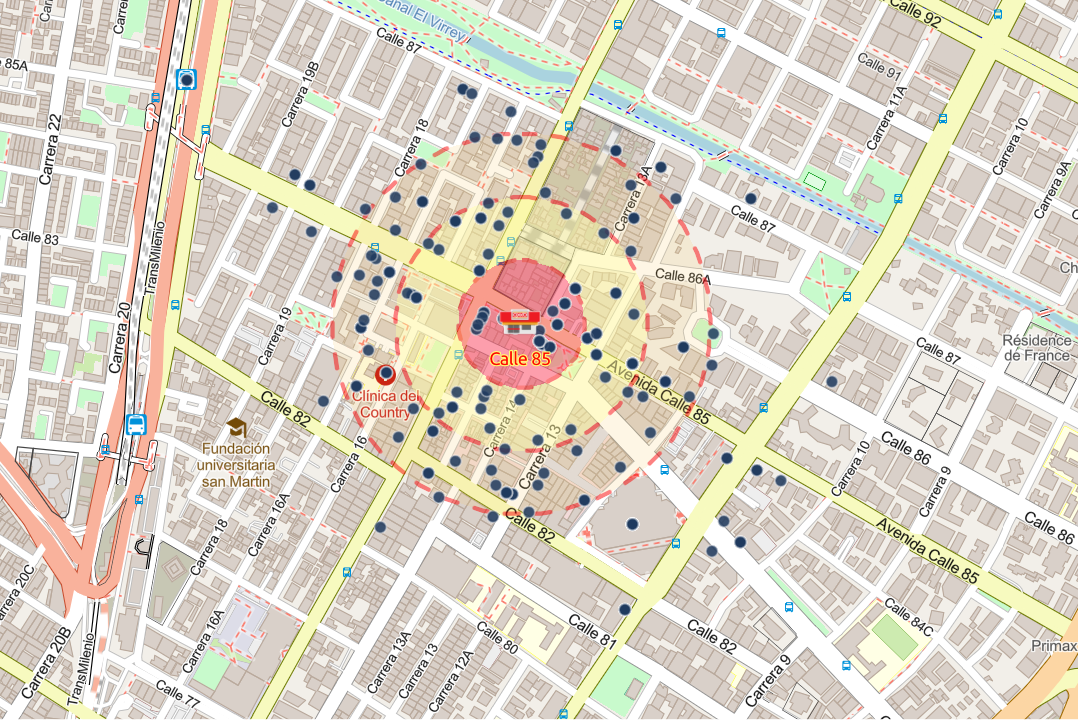 Canal El Virrey
Calle 92
Calle 87
Calle 91
85A
Carrera 19B
Carrera 11A
Carrera 22
Carrera 18
Carrera 10
Carrera 9A
Carrera 13A
Calle 87
Calle 83
TransMilenio
Calle 86A
Ch
Carrera 20
Carrera 19
Calle 85
Résidence
de France
Calle 87
Avenida Calle 85
Clínica del
Country
Calle 82
Carrera 14
Carrera 13
Fundación
universitaria
san Martin
Carrera 16
Calle 86
Carrera 10
Carrera 9
Carrera 16A
Calle 82
Calle 86
Carrera 18
Avenida Calle 85
Carrera 20C
Carrera 16A
Calle 84C
Calle 81
Calle 80
Calle 82
Carrera 20B
TransMilenio
Carrera 13A
Carrera 13
Carrera 12A
Carrera 9
Primax
Calle 77